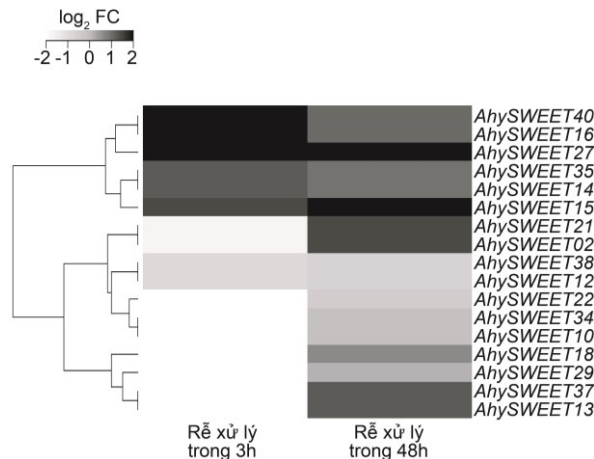 log₂ FC
-2 -1 0 1 2
AhySWEET40
AhySWEET16
AhySWEET27
AhySWEET35
AhySWEET14
AhySWEET15
AhySWEET21
AhySWEET02
AhySWEET38
AhySWEET12
AhySWEET22
AhySWEET34
AhySWEET10
AhySWEET18
AhySWEET29
AhySWEET37
AhySWEET13
Rễ xử lý
trong 3h
Rễ xử lý
trong 48h